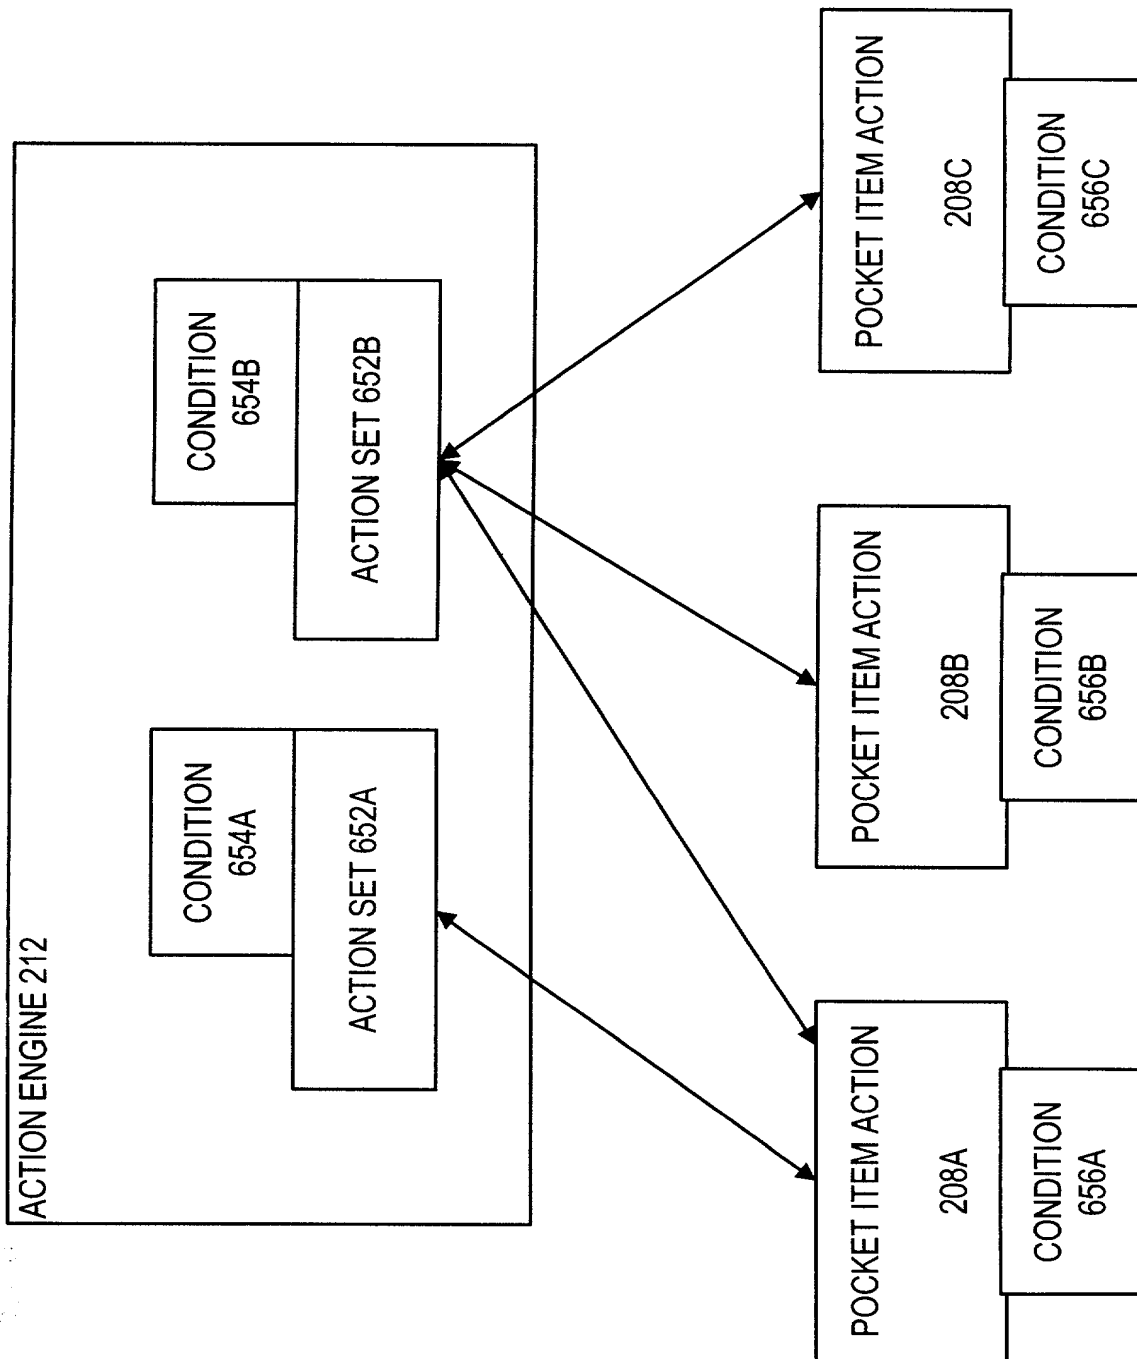 ACTION ENGINE 212
CONDITION
654A
ACTION SET 652A
CONDITION
654B
ACTION SET 652B
POCKET ITEM ACTION
208A
CONDITION
656A
POCKET ITEM ACTION
208B
CONDITION
656B
POCKET ITEM ACTION
208C
CONDITION
656C